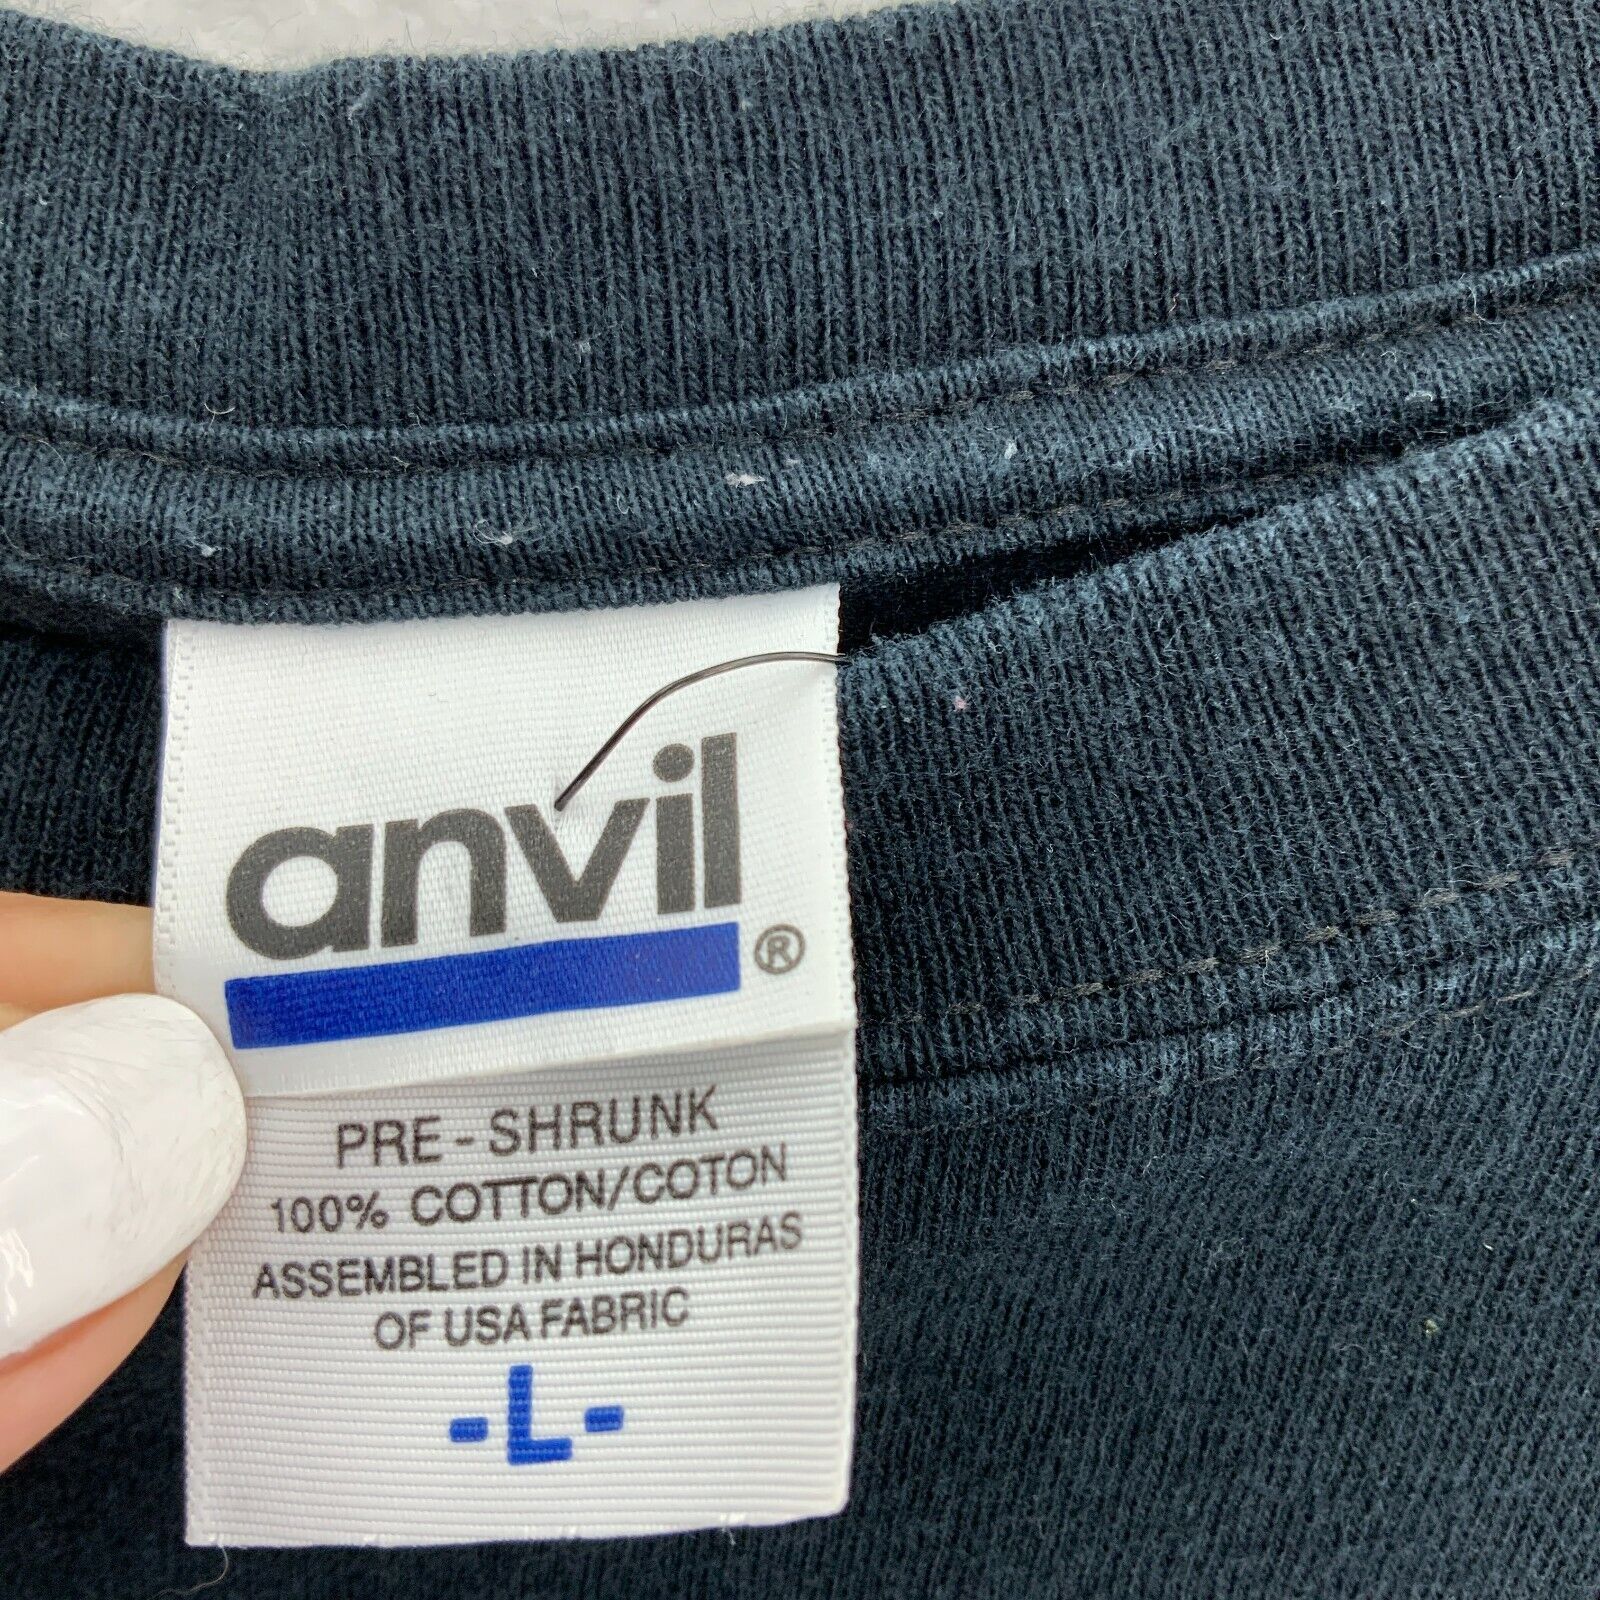 anvil®
PRE-SHRUNK
100% COTTON/COTON
ASSEMBLED IN HONDURAS
OF USA FABRIC
-L-